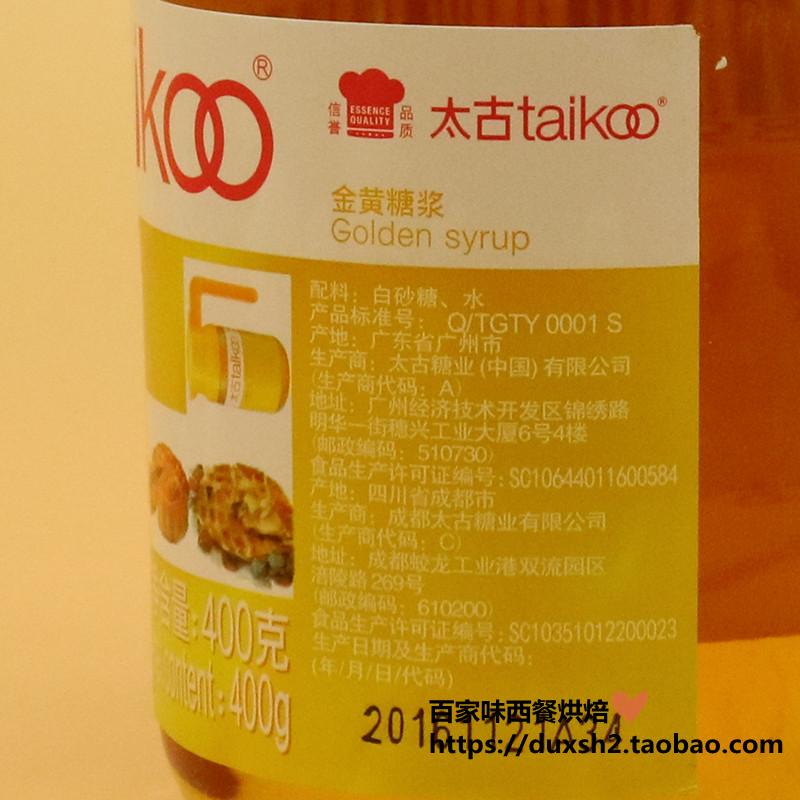 ikoo®
信誉
ESSENCE
QUALITY
品质
太古taikoo®
金黄糖浆
Golden syrup
太古taikoo
配料：白砂糖、水
产品标准号： Q/TGTY 0001 S
产地：广东省广州市
生产商：太古糖业 (中国) 有限公司
(生产商代码：A)
地址：广州经济技术开发区锦绣路
明华一街穗兴工业大厦6号4楼
(邮政编码：510730)
食品生产许可证编号：SC10644011600584
产地：四川省成都市
生产商：成都太古糖业有限公司
(生产商代码：C)
地址：成都蛟龙工业港双流园区
涪陵路269号
(邮政编码：610200)
食品生产许可证编号：SC10351012200023
生产日期及生产商代码：
(年/月/日/代码)
含量:400克
content:400g
百家味西餐烘焙
https://duxsh2.taobao.com